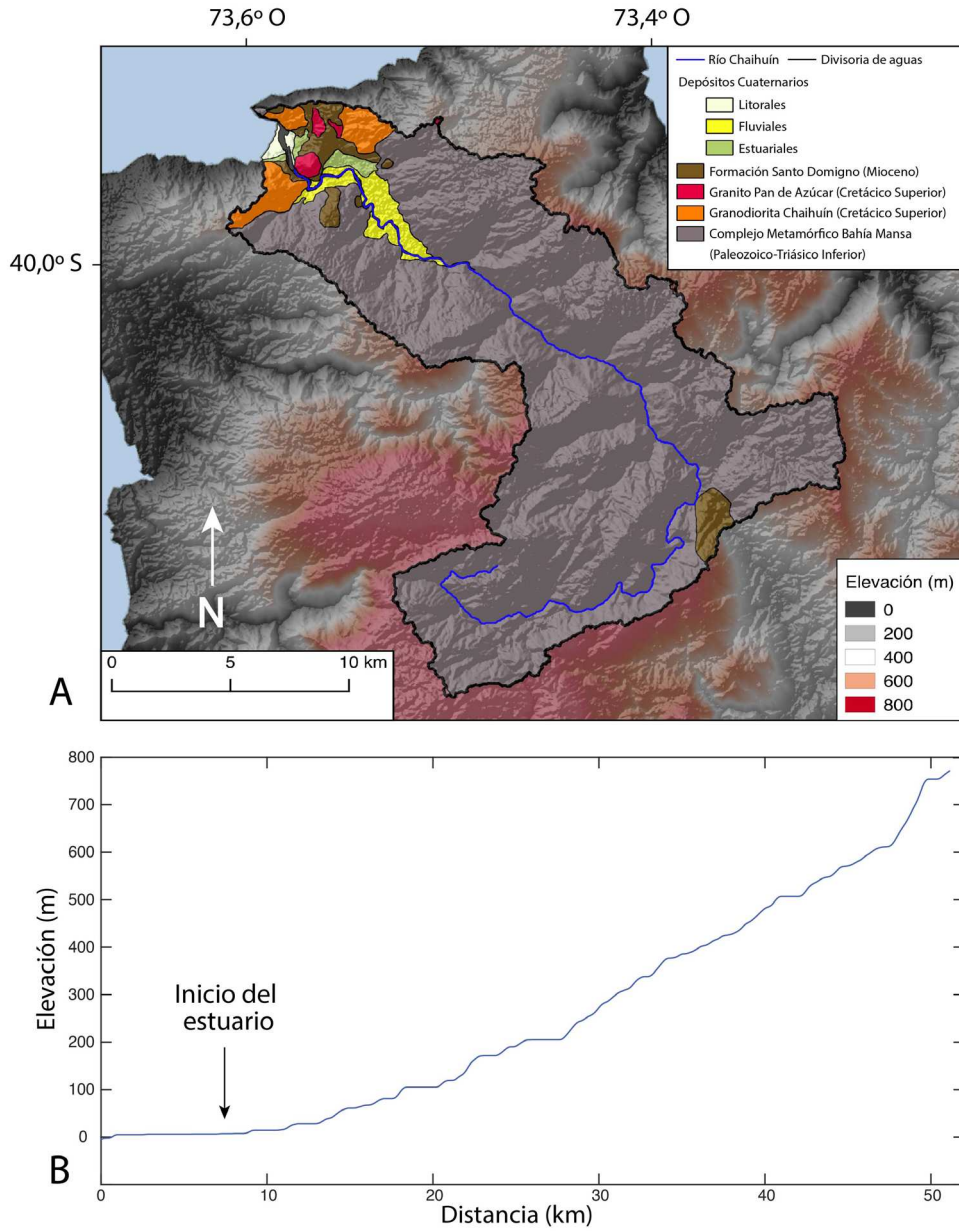 73,6º O
73,4º O
40,0º S
Río Chaihuín
Divisoria de aguas
Depósitos Cuaternarios
Litorales
Fluviales
Estuariales
Formación Santo Domigno (Mioceno)
Granito Pan de Azúcar (Cretácico Superior)
Granodiorita Chaihuín (Cretácico Superior)
Complejo Metamórfico Bahía Mansa
(Paleozoico-Triásico Inferior)
N
0 5 10 km
A
Elevación (m)
0
200
400
600
800
800
700
600
500
400
300
200
100
0
Elevación (m)
Inicio del
estuario
B
0 10 20 30 40 50
Distancia (km)